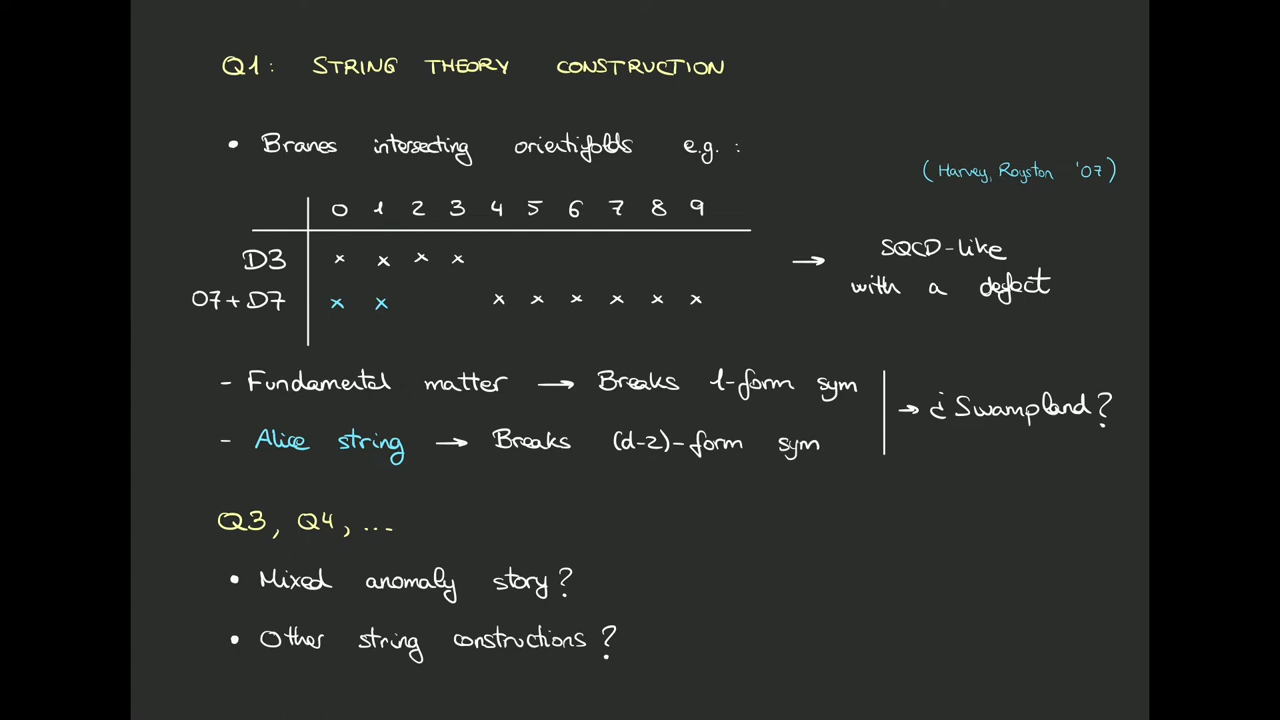 Q1: STRING THEORY CONSTRUCTION
• Branes intersecting orientifolds e.g.:
(Harvey, Royston '07)
0 1 2 3 4 5 6 7 8 9
D3 x x x x
O7+D7 x x x x x x x x
→ SQCD-like
with a defect
- Fundamental matter → Breaks 1-form sym
- Alice string → Breaks (d-2)-form sym
→ ¿Swampland?
Q3, Q4, ...
• Mixed anomaly story?
• Other string constructions?